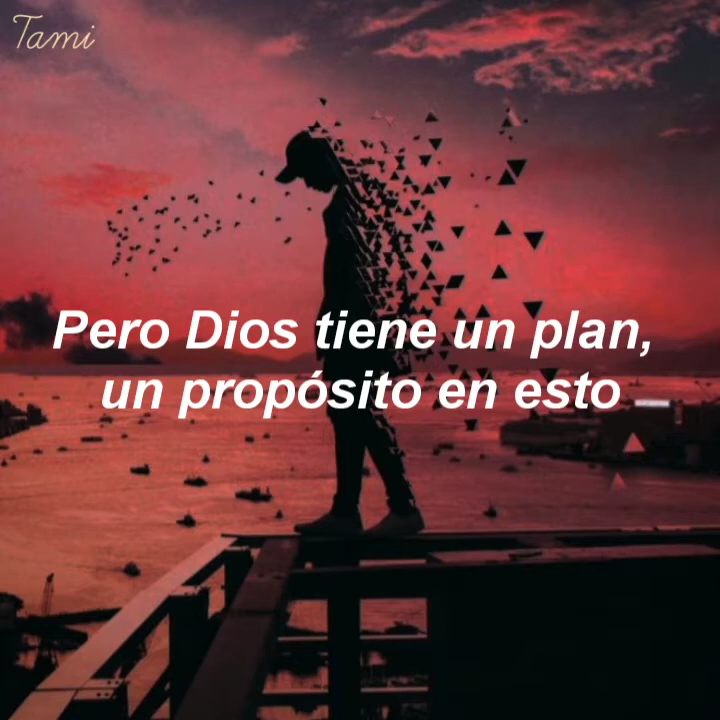 Tami
Pero Dios tiene un plan,
un propósito en esto